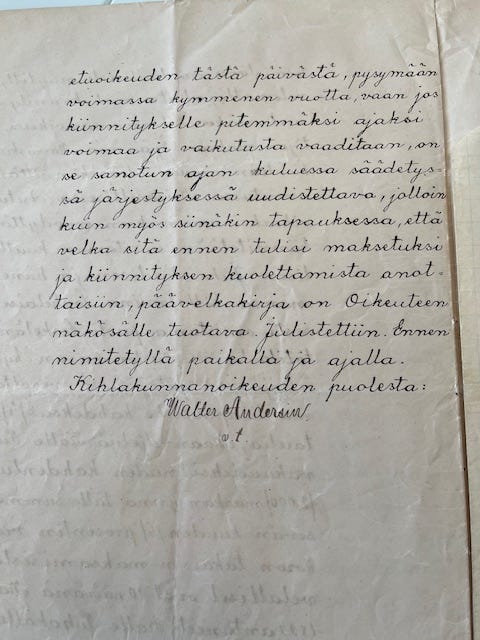 etuoikeuden tästä päivästä, pysymään
voimassa kymmenen vuotta, vaan jos
kiinnitykselle pitemmäksi ajaksi
voimaa ja vaikutusta vaaditaan, on
se sanotun ajan kuluessa säädetys-
sä järjestyksessä uudistettava, jolloin
kuin myös siinäkin tapauksessa, että
velka sitä ennen tulisi maksetuksi
ja kiinnityksen kuolettamista anot-
taisiin, päävelkakirja on Oikeuteen
näkösälle tuotava. Julistettiin. Ennen
nimitetyllä paikalla ja ajalla.
Kihlakunnanoikeuden puolesta:
Walter Andersin
v.t.